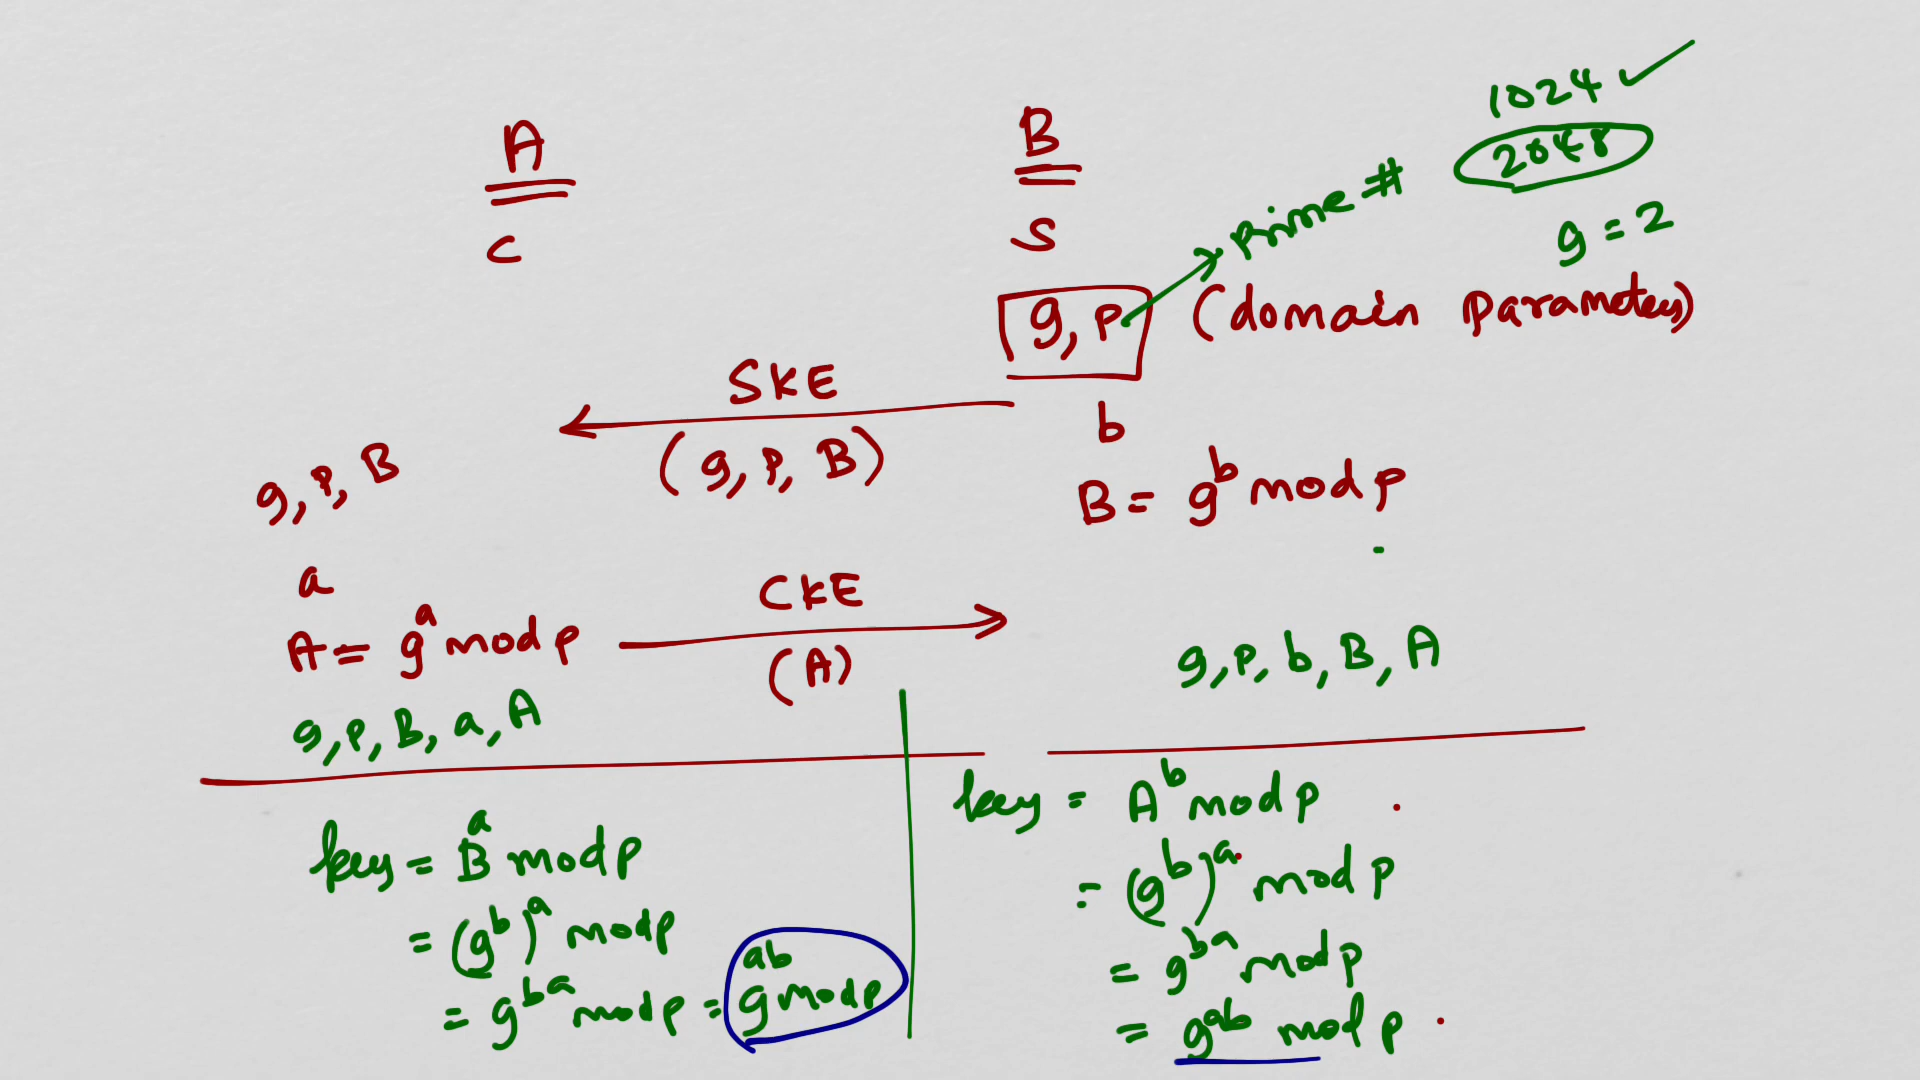 1024 ✓
A B 2048
C S prime # g = 2
g, p (domain parameters)
SKE
b
g, p, B (g, p, B) B = g^b mod p
a CKE
A = g^a mod p (A) g, p, b, B, A
g, p, B, a, A
key = B^a mod p
= (g^b)^a mod p
= g^ba mod p = g^ab mod p
key = A^b mod p
= (g^b)^a mod p
= g^ba mod p
= g^ab mod p